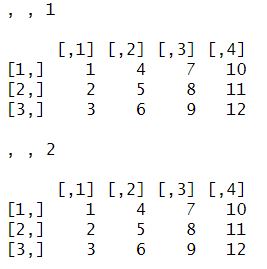 , , 1
[,1] [,2] [,3] [,4]
[1,] 1 4 7 10
[2,] 2 5 8 11
[3,] 3 6 9 12
, , 2
[,1] [,2] [,3] [,4]
[1,] 1 4 7 10
[2,] 2 5 8 11
[3,] 3 6 9 12